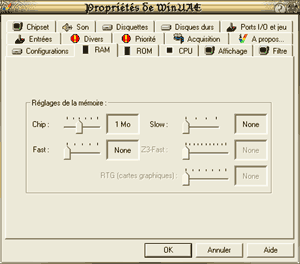 Propriétés de WinUAE
Chipset Son Disquettes Disques durs Ports I/O et jeu
Entrées Divers Priorité Acquisition A propos...
Configurations RAM ROM CPU Affichage Filtre
Réglages de la mémoire :
Chip : 1 Mo Slow : None
Fast : None Z3-Fast : None
RTG (cartes graphiques) : None
OK Annuler Aide